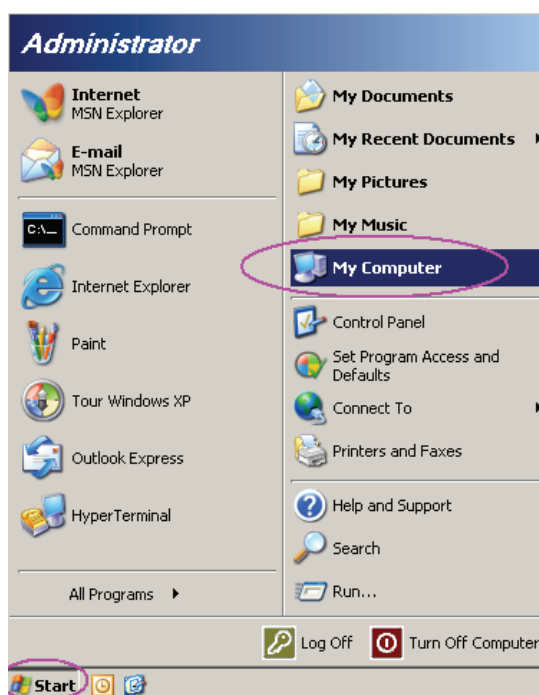 Administrator
Internet
MSN Explorer
E-mail
MSN Explorer
C:\_
Command Prompt
Internet Explorer
Paint
Tour Windows XP
Outlook Express
HyperTerminal
All Programs
My Documents
My Recent Documents
My Pictures
My Music
My Computer
Control Panel
Set Program Access and
Defaults
Connect To
Printers and Faxes
Help and Support
Search
Run...
Log Off
Turn Off Computer
Start